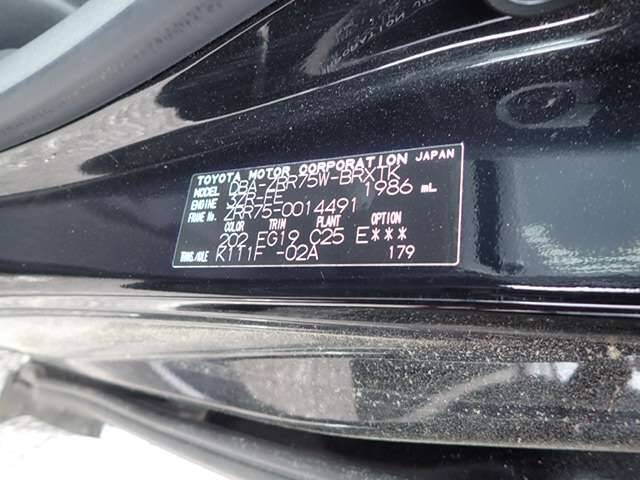 TOYOTA MOTOR CORPORATION JAPAN
MODEL DBA-ZRR75W-BRXTK
ENGINE 3ZR-FE 1986 mL
FRAME No. ZRR75-0014491
COLOR TRIM PLANT OPTION
202 FG19 C25 E***
TRANS./AXLE K111F -02A 179